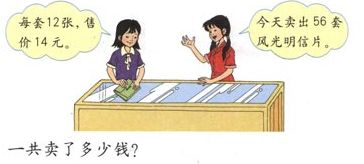 每套12张,售
价14元。
今天卖出56套
风光明信片。
一共卖了多少钱?